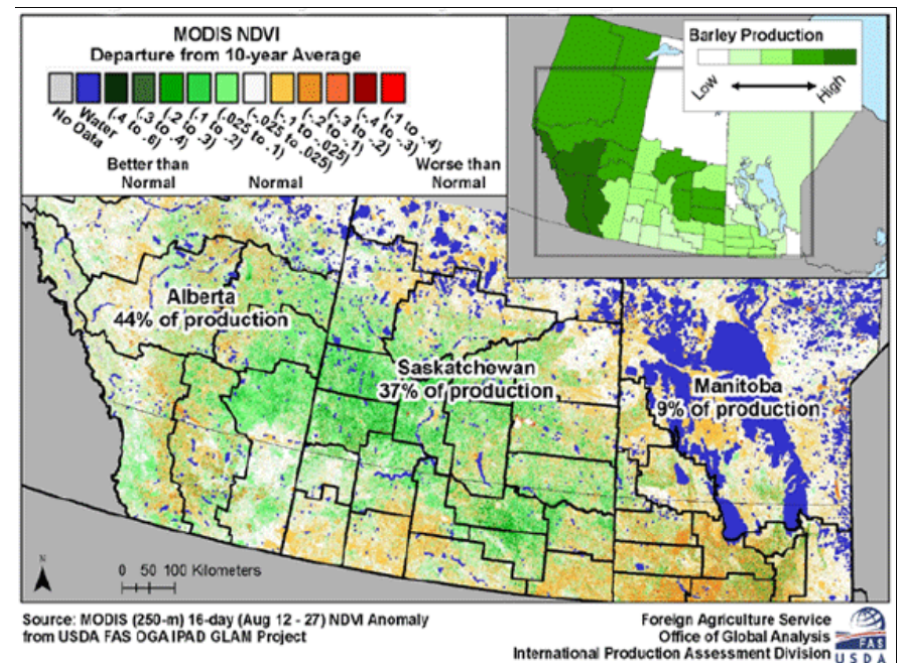 MODIS NDVI
Departure from 10-year Average
No Data
Water
(.4 to .6)
(.3 to .4)
(.2 to .3)
(.1 to .2)
(.025 to .1)
(-.025 to .025)
(-.1 to -.025)
(-.2 to -.1)
(-.3 to -.2)
(-.4 to -.3)
(-1 to -.4)
Better than
Normal
Normal
Worse than
Normal
Barley Production
Low
High
Alberta
44% of production
Saskatchowan
37% of production
Manitoba
9% of production
N
0 50 100 Kilometers
Source: MODIS (250-m) 16-day (Aug 12 - 27) NDVI Anomaly
from USDA FAS OGA IPAD GLAM Project
Foreign Agriculture Service
Office of Global Analysis
International Production Assessment Division
FAS
USDA